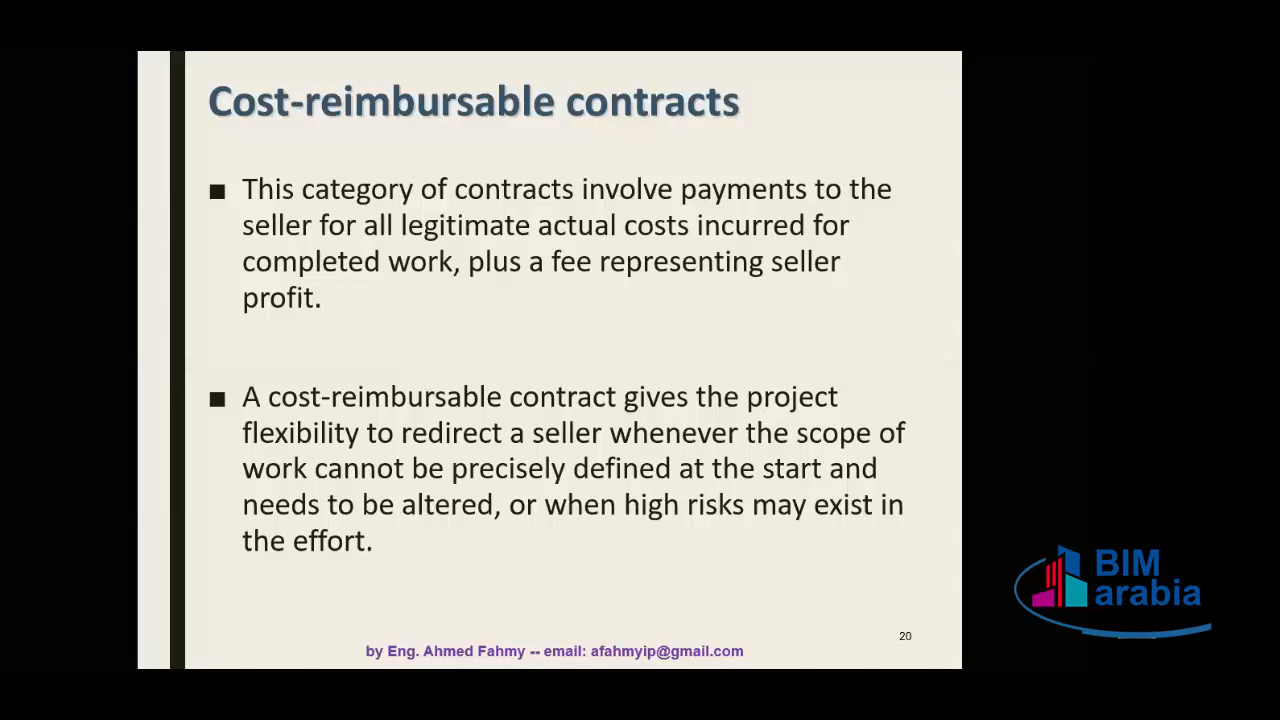 Cost-reimbursable contracts
■ This category of contracts involve payments to the
seller for all legitimate actual costs incurred for
completed work, plus a fee representing seller
profit.
■ A cost-reimbursable contract gives the project
flexibility to redirect a seller whenever the scope of
work cannot be precisely defined at the start and
needs to be altered, or when high risks may exist in
the effort.
20
by Eng. Ahmed Fahmy -- email: afahmyip@gmail.com
BIM
arabia